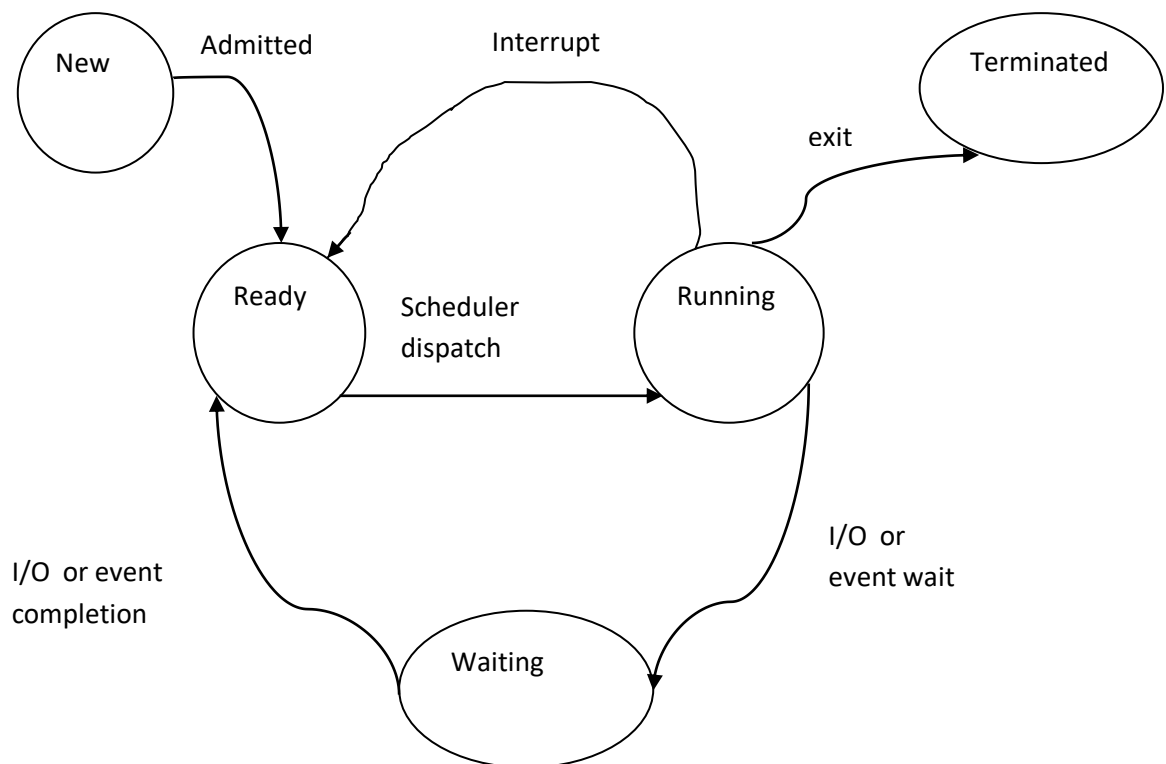 New
Admitted
Interrupt
Terminated
exit
Ready
Scheduler
dispatch
Running
I/O or event
completion
I/O or
event wait
Waiting